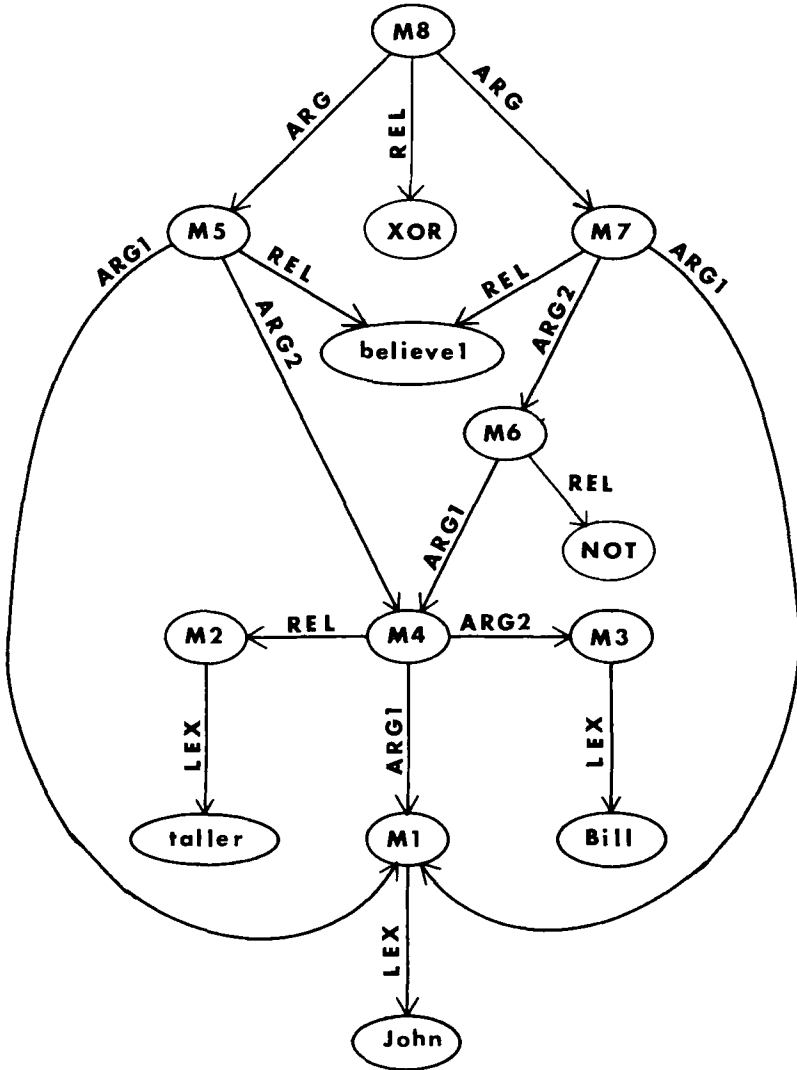 M8
ARG
REL
ARG
M5
XOR
M7
ARG1
REL
REL
ARG1
ARG2
ARG2
believe1
M6
REL
ARG1
NOT
M2
REL
M4
ARG2
M3
LEX
ARG1
LEX
taller
M1
Bill
LEX
John